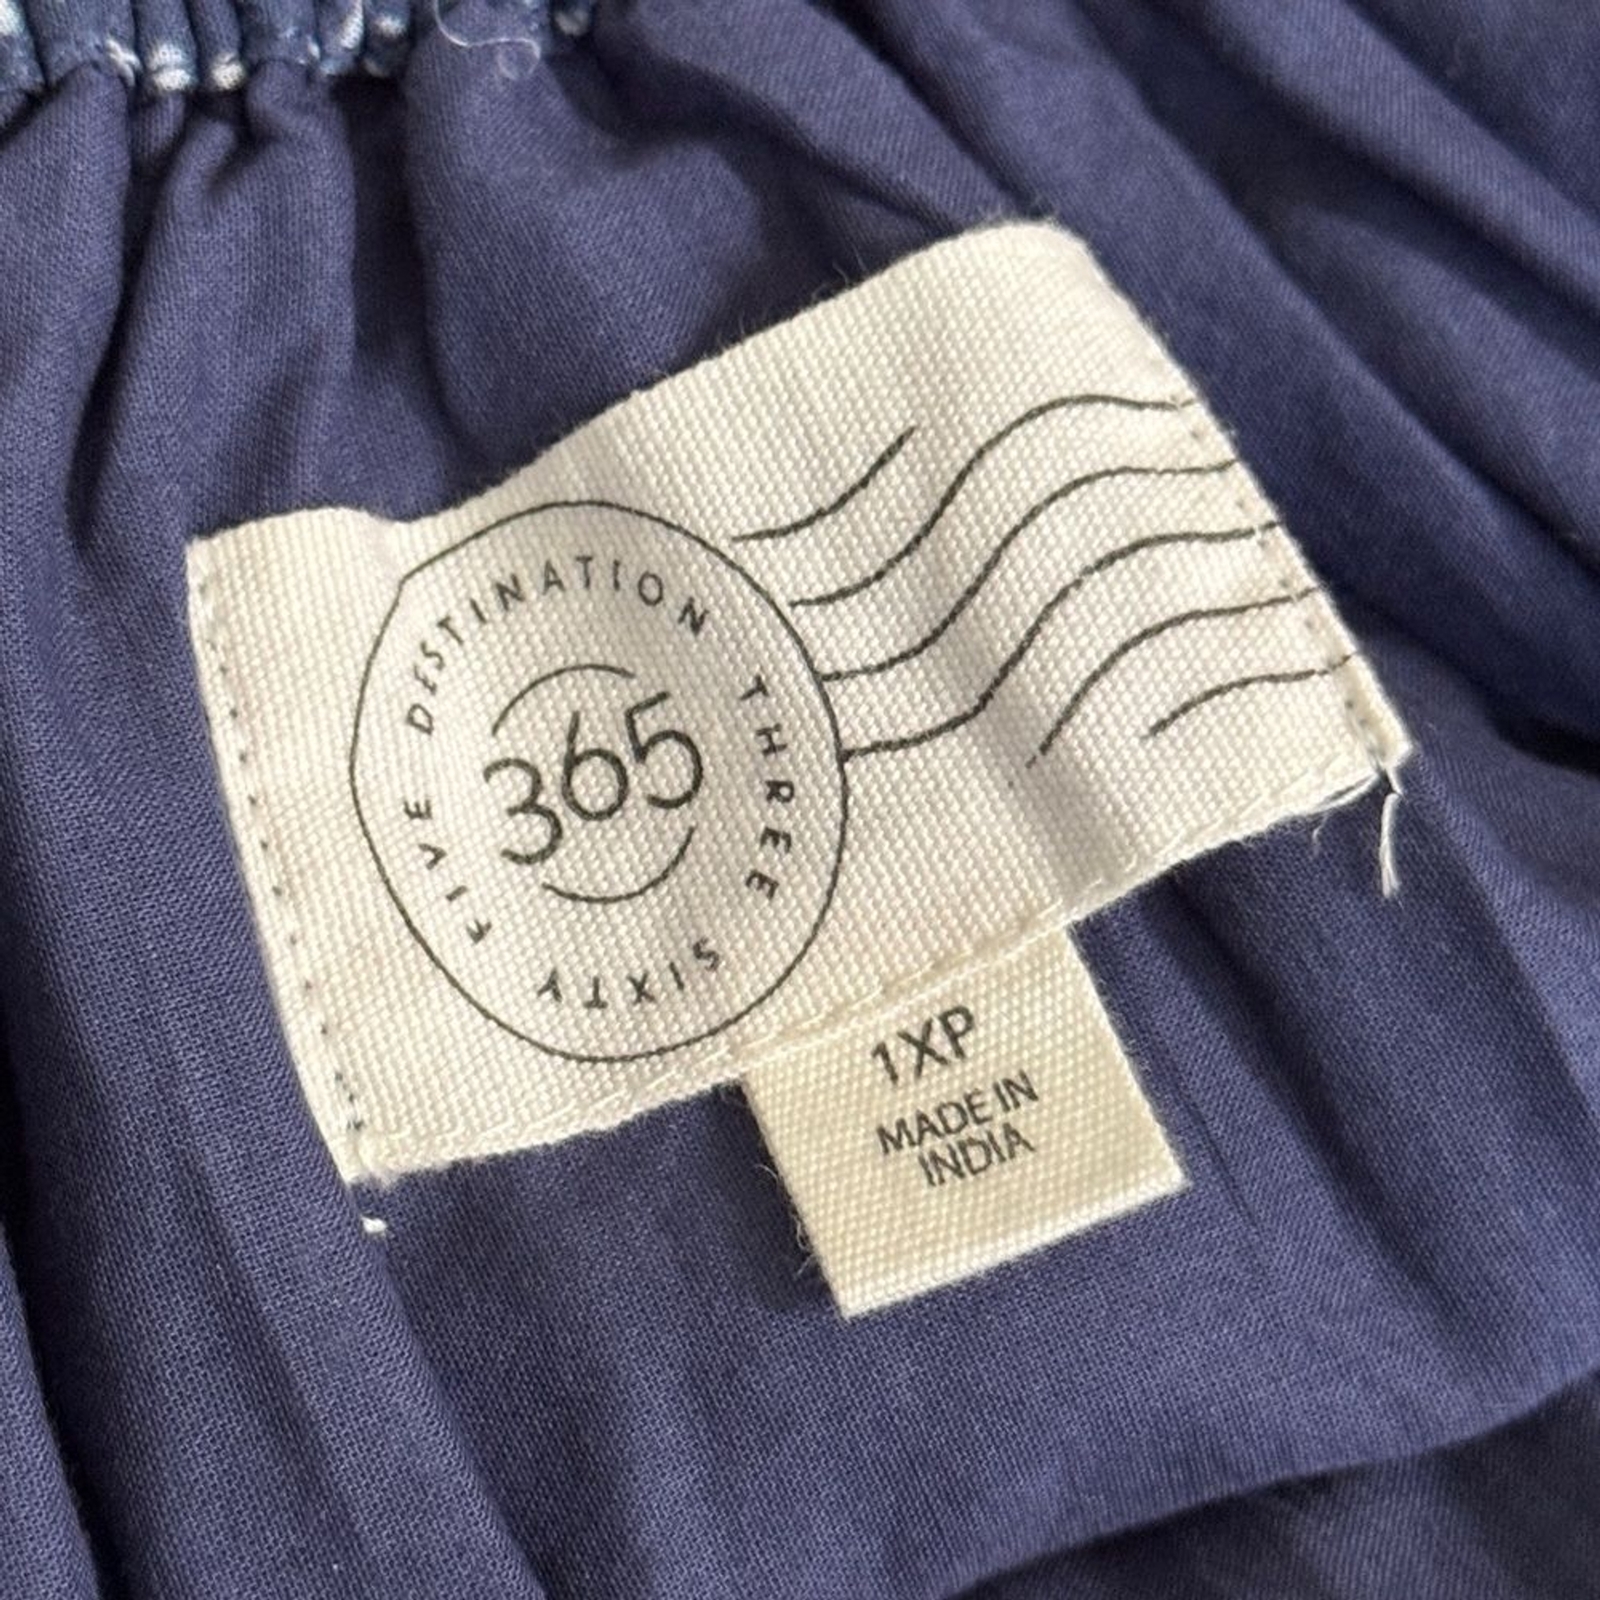 DESTINATION THREE SIXTY FIVE
365
1XP
MADE IN
INDIA